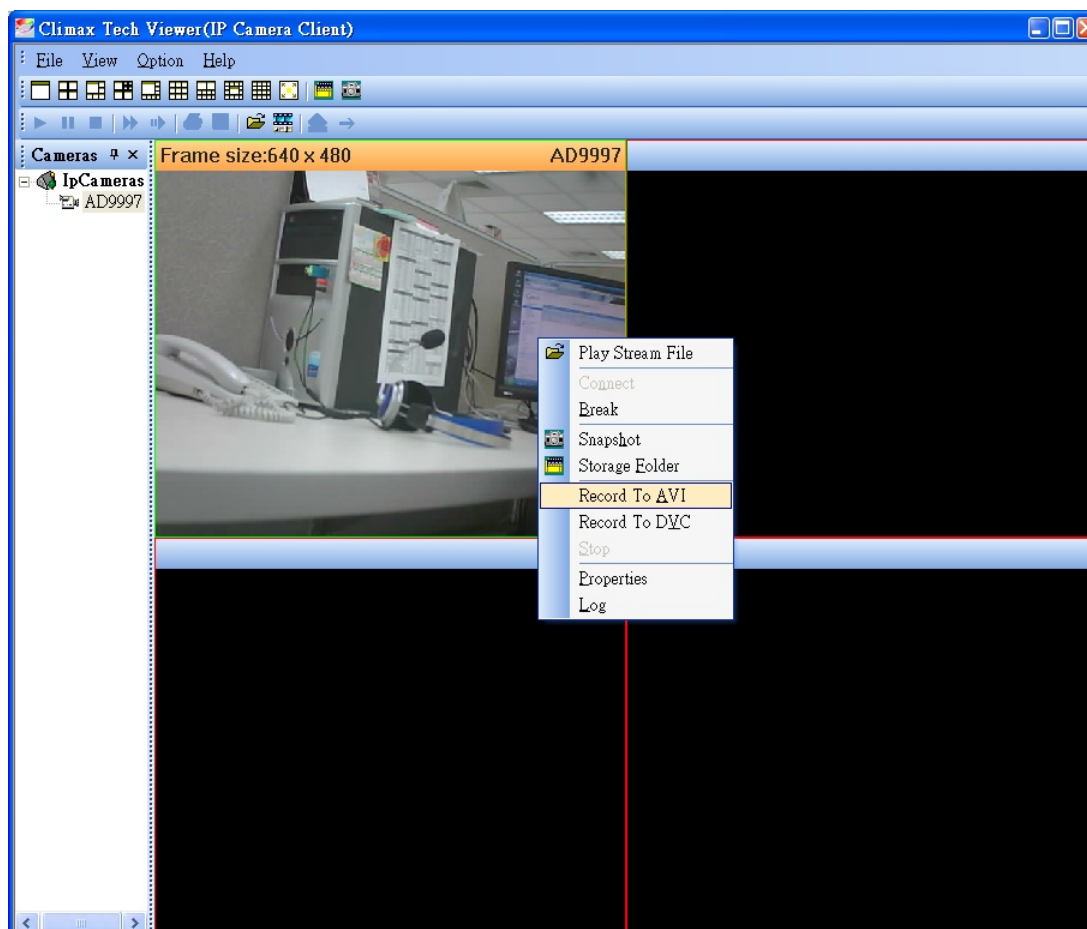 Climax Tech Viewer(IP Camera Client)
File View Option Help
Cameras
Frame size:640 x 480 AD9997
IpCameras
AD9997
Play Stream File
Connect
Break
Snapshot
Storage Folder
Record To AVI
Record To DVC
Stop
Properties
Log